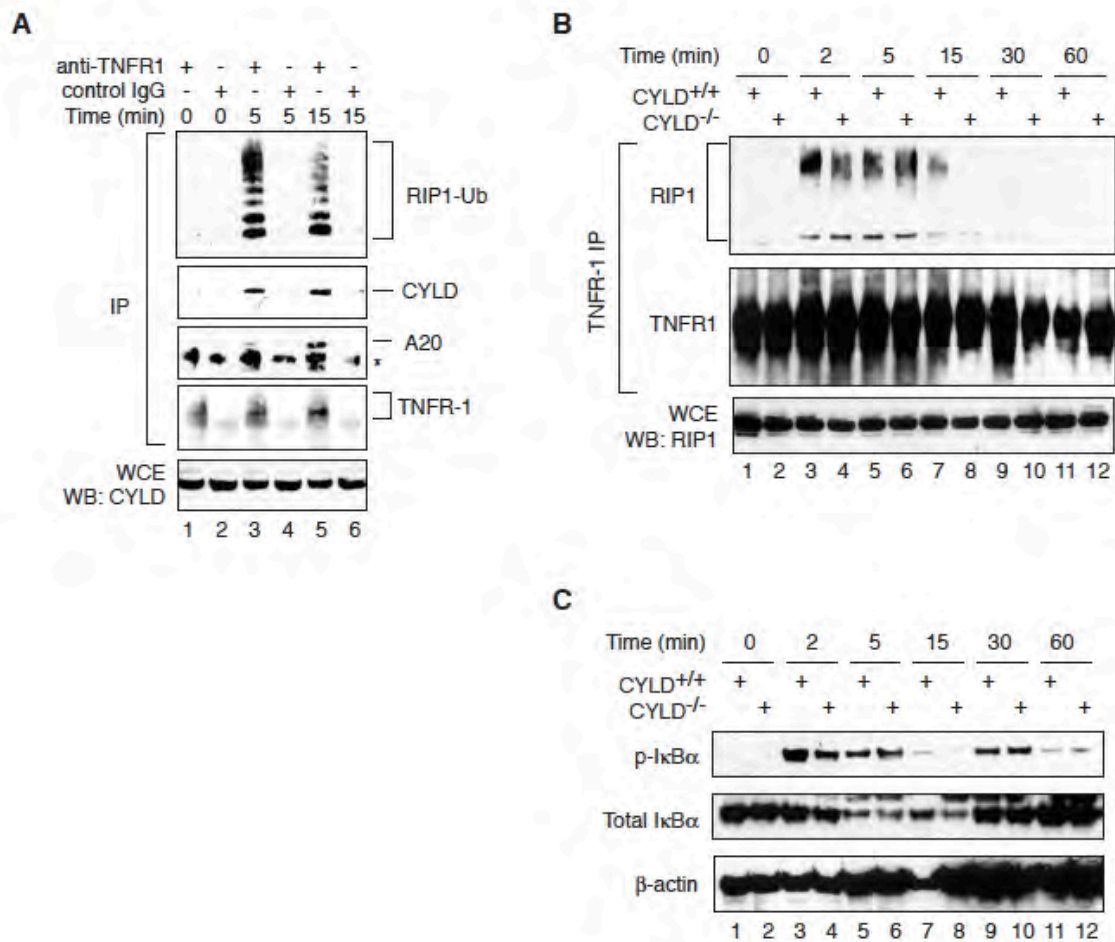 A
anti-TNFR1 + - + - + -
control IgG - + - + - +
Time (min) 0 0 5 5 15 15
IP
RIP1-Ub
CYLD
A20
*
TNFR-1
WCE
WB: CYLD
1 2 3 4 5 6
B
Time (min) 0 2 5 15 30 60
CYLD+/+ + + + + + +
CYLD-/- + + + + + +
TNFR-1 IP
RIP1
TNFR1
WCE
WB: RIP1
1 2 3 4 5 6 7 8 9 10 11 12
C
Time (min) 0 2 5 15 30 60
CYLD+/+ + + + + + +
CYLD-/- + + + + + +
p-IκBα
Total IκBα
β-actin
1 2 3 4 5 6 7 8 9 10 11 12